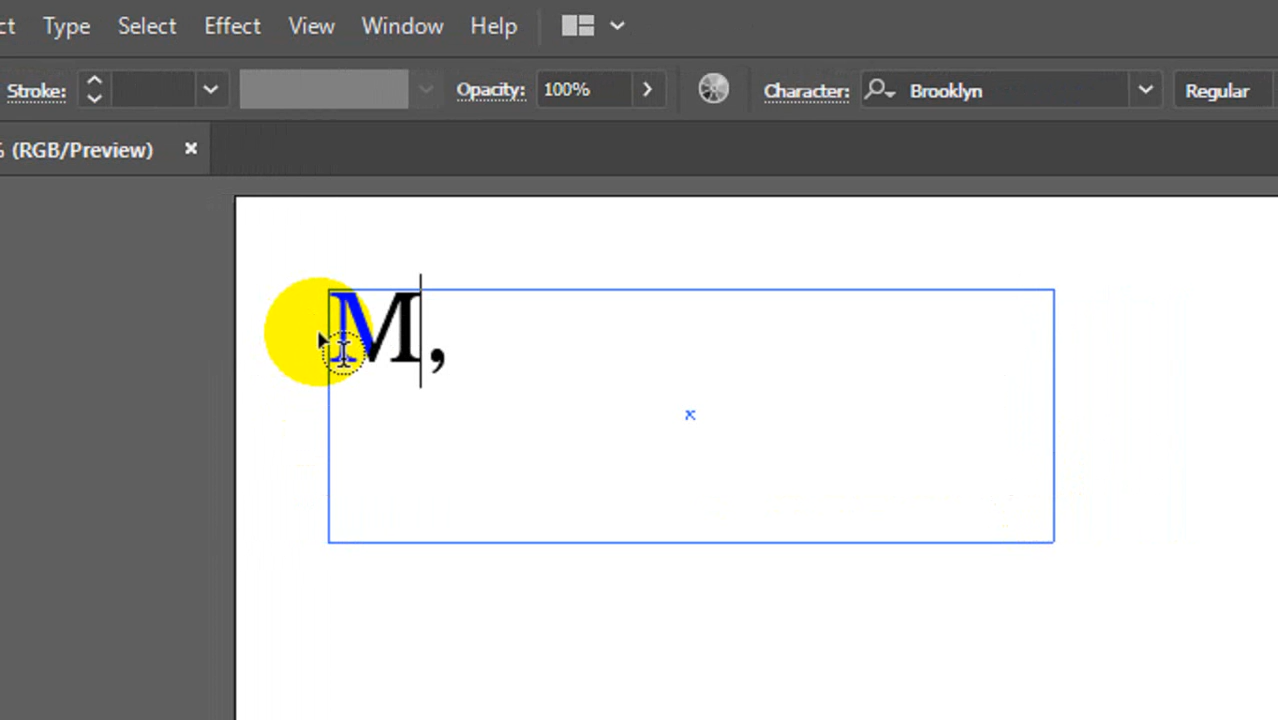 ct Type Select Effect View Window Help
Stroke: Opacity: 100% Character: Brooklyn Regular
% (RGB/Preview) ×
M,